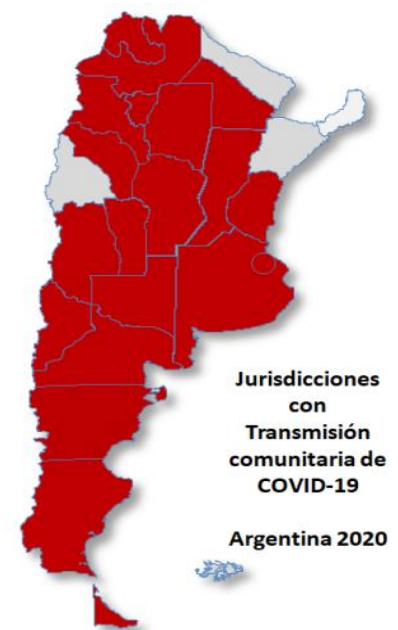 Jurisdicciones
con
Transmisión
comunitaria de
COVID-19
Argentina 2020